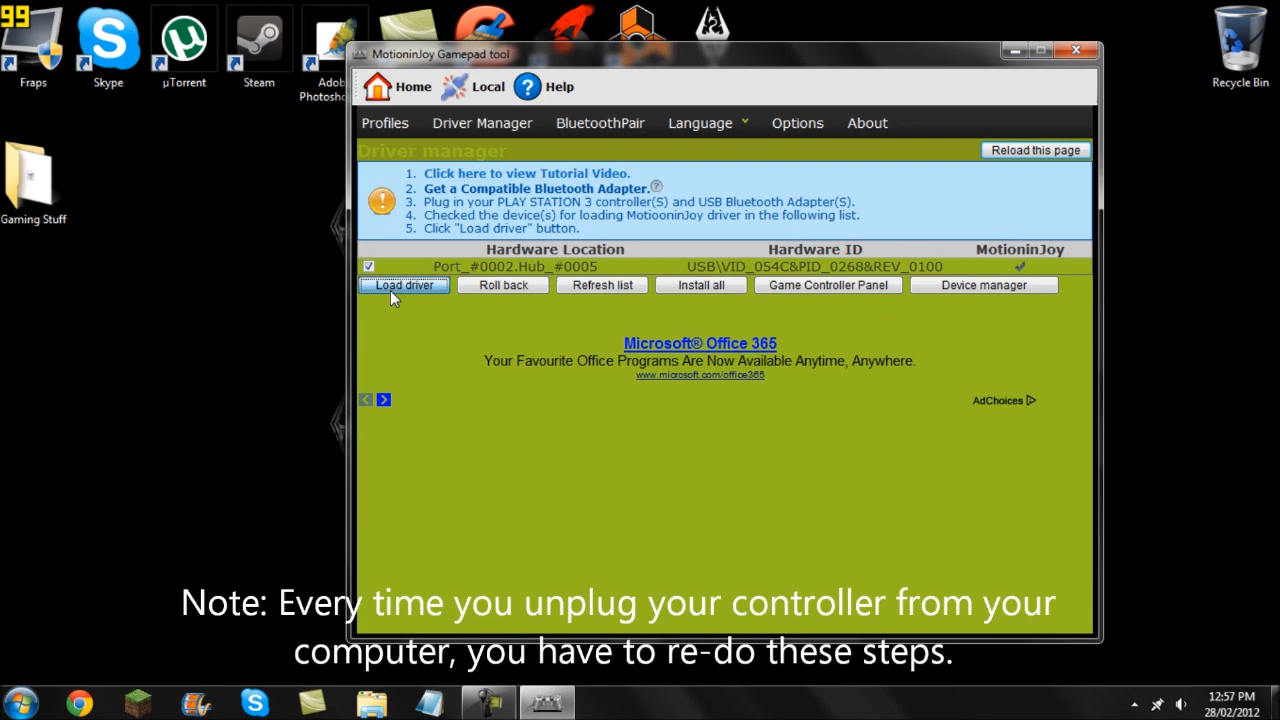 99
Fraps
Skype
µTorrent
Steam
Adob
Photosho
Recycle Bin
Gaming Stuff
MotioninJoy Gamepad tool
Home Local ? Help
Profiles Driver Manager BluetoothPair Language Options About
Driver manager
Reload this page
1. Click here to view Tutorial Video.
2. Get a Compatible Bluetooth Adapter. ?
3. Plug in your PLAY STATION 3 controller(S) and USB Bluetooth Adapter(S).
4. Checked the device(s) for loading MotiooninJoy driver in the following list.
5. Click "Load driver" button.
Hardware Location Hardware ID MotioninJoy
Port_#0002.Hub_#0005 USB\VID_054C&PID_0268&REV_0100
Load driver Roll back Refresh list Install all Game Controller Panel Device manager
Microsoft® Office 365
Your Favourite Office Programs Are Now Available Anytime, Anywhere.
www.microsoft.com/office365
AdChoices
Note: Every time you unplug your controller from your
computer, you have to re-do these steps.
12:57 PM
28/02/2012